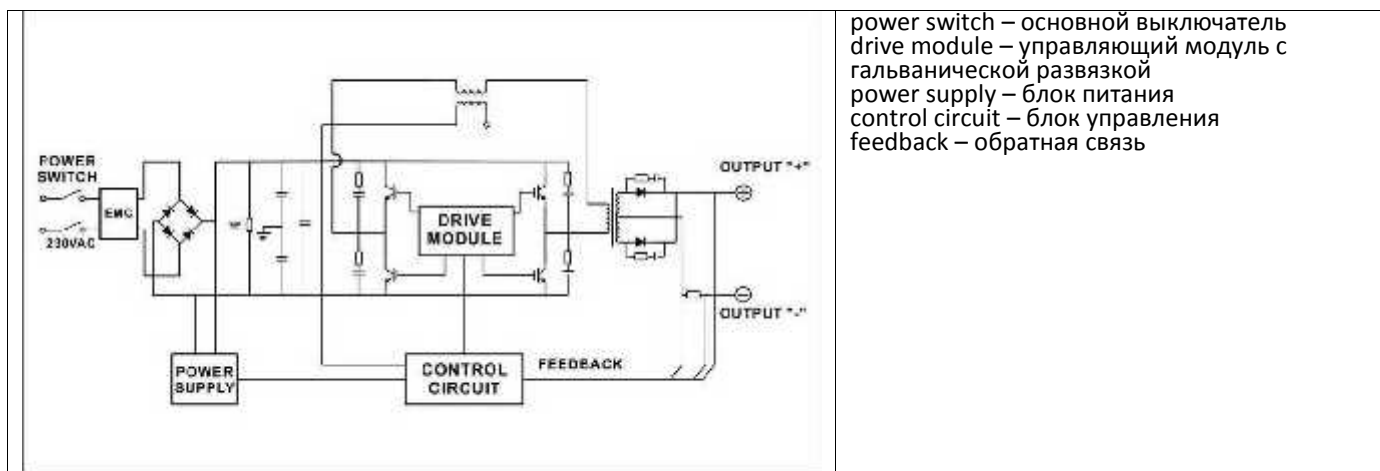 POWER
SWITCH
EMC
230VAC
DRIVE
MODULE
OUTPUT "+"
OUTPUT "-"
POWER
SUPPLY
CONTROL
CIRCUIT
FEEDBACK
power switch – основной выключатель
drive module – управляющий модуль с
гальванической развязкой
power supply – блок питания
control circuit – блок управления
feedback – обратная связь